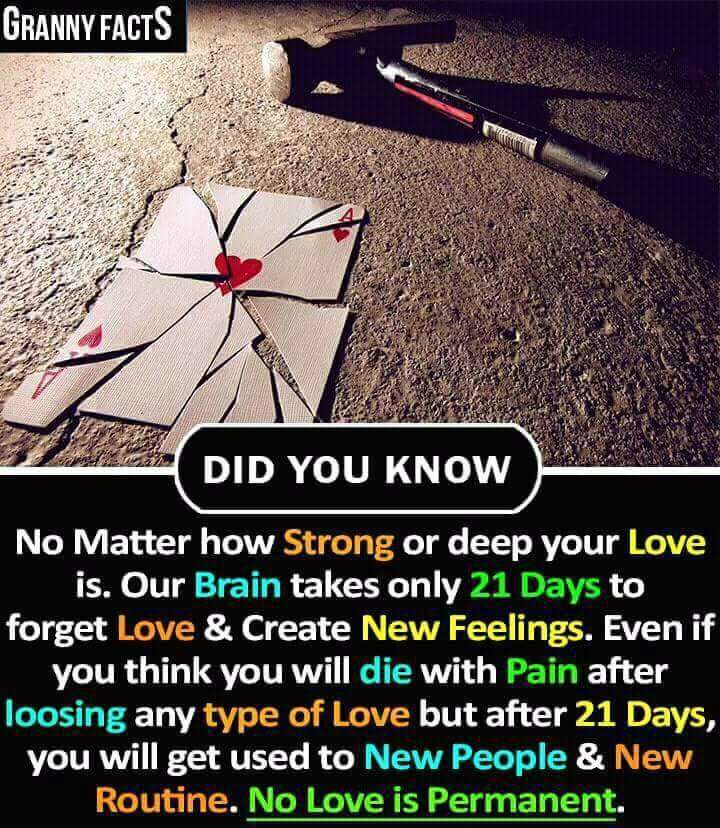 GRANNY FACTS
A
A
DID YOU KNOW
No Matter how Strong or deep your Love
is. Our Brain takes only 21 Days to
forget Love & Create New Feelings. Even if
you think you will die with Pain after
loosing any type of Love but after 21 Days,
you will get used to New People & New
Routine. No Love is Permanent.